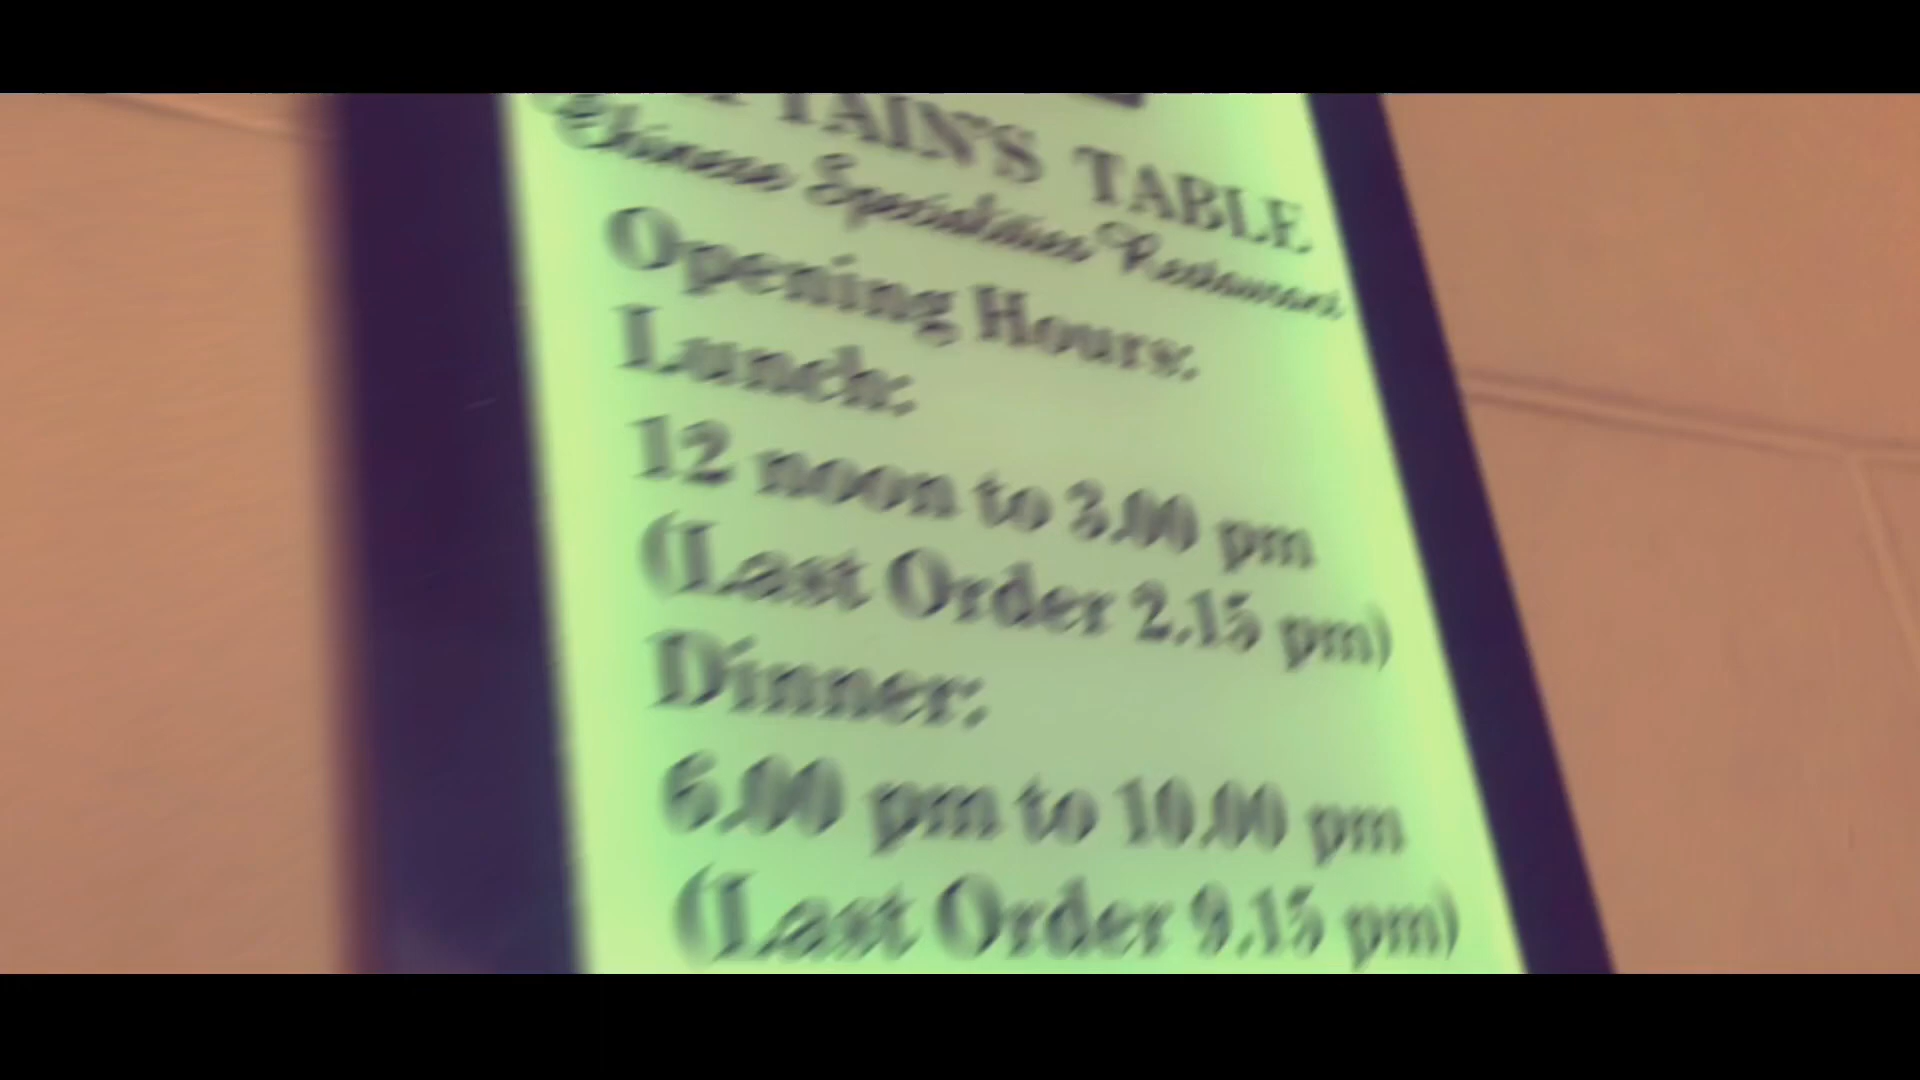 PTAIN'S TABLE
Chinese Specialities Restaurant
Opening Hours:
Lunch:
12 noon to 3.00 pm
(Last Order 2.15 pm)
Dinner:
6.00 pm to 10.00 pm
(Last Order 9.15 pm)